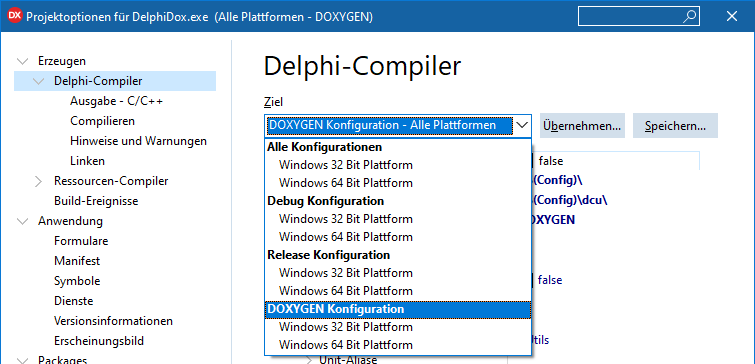 DX Projektoptionen für DelphiDox.exe (Alle Plattformen - DOXYGEN)
Erzeugen
Delphi-Compiler
Ausgabe - C/C++
Compilieren
Hinweise und Warnungen
Linken
Ressourcen-Compiler
Build-Ereignisse
Anwendung
Formulare
Manifest
Symbole
Dienste
Versionsinformationen
Erscheinungsbild
Packages
Delphi-Compiler
Ziel
DOXYGEN Konfiguration - Alle Plattformen
Übernehmen...
Speichern...
Alle Konfigurationen
Windows 32 Bit Plattform
Windows 64 Bit Plattform
Debug Konfiguration
Windows 32 Bit Plattform
Windows 64 Bit Plattform
Release Konfiguration
Windows 32 Bit Plattform
Windows 64 Bit Plattform
DOXYGEN Konfiguration
Windows 32 Bit Plattform
Windows 64 Bit Plattform
false
(Config)\
(Config)\dcu\
OXYGEN
false
Utils
Unit-Aliase